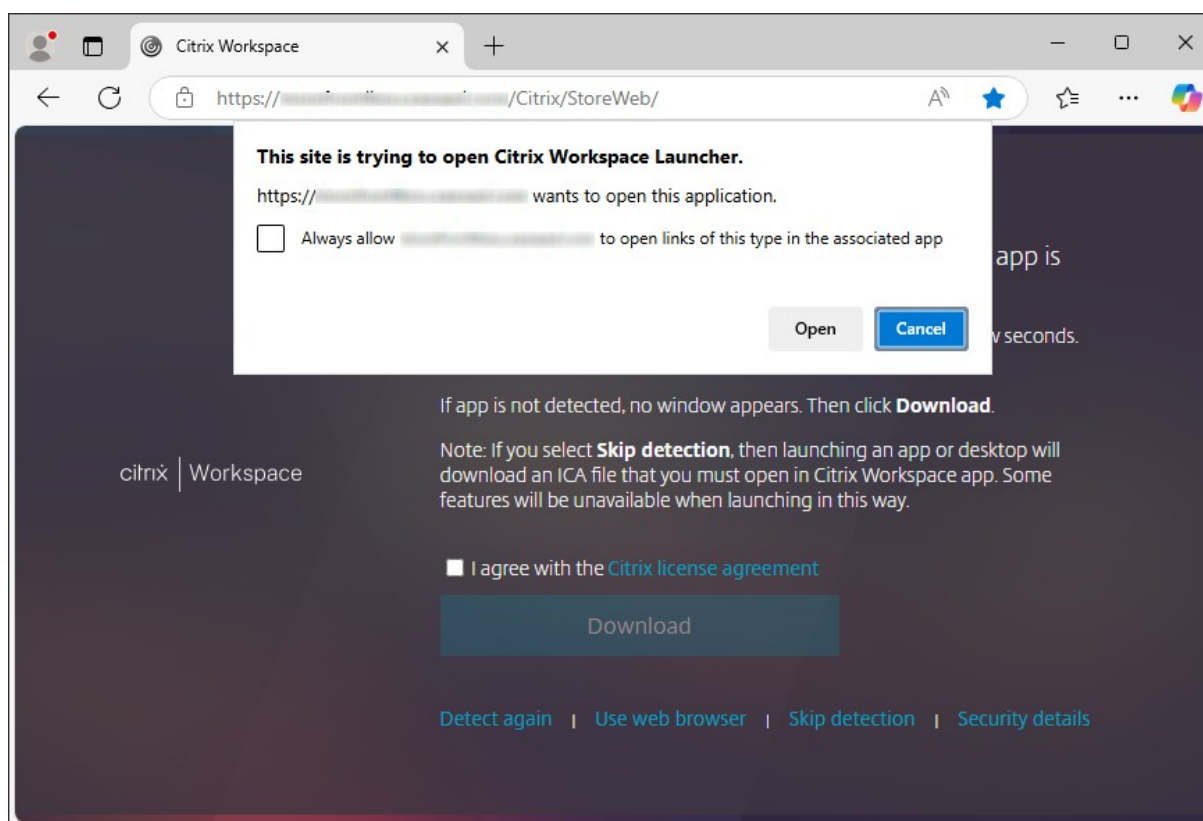 Citrix Workspace
https:// /Citrix/StoreWeb/
This site is trying to open Citrix Workspace Launcher.
https:// wants to open this application.
Always allow to open links of this type in the associated app
app is
Open Cancel
seconds.
If app is not detected, no window appears. Then click Download.
Note: If you select Skip detection, then launching an app or desktop will
download an ICA file that you must open in Citrix Workspace app. Some
features will be unavailable when launching in this way.
citrix | Workspace
I agree with the Citrix license agreement
Download
Detect again | Use web browser | Skip detection | Security details